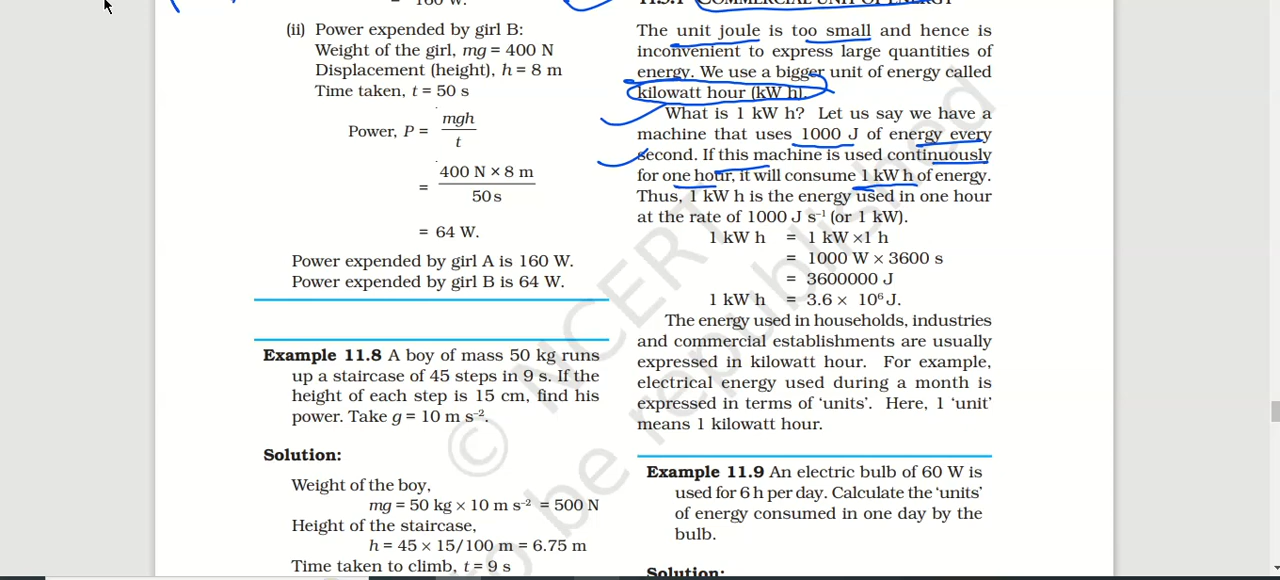 = 160 W.
(ii) Power expended by girl B:
Weight of the girl, mg = 400 N
Displacement (height), h = 8 m
Time taken, t = 50 s
Power, P = mgh
t
= 400 N × 8 m
50 s
= 64 W.
Power expended by girl A is 160 W.
Power expended by girl B is 64 W.
Example 11.8 A boy of mass 50 kg runs
up a staircase of 45 steps in 9 s. If the
height of each step is 15 cm, find his
power. Take g = 10 m s⁻².
Solution:
Weight of the boy,
mg = 50 kg × 10 m s⁻² = 500 N
Height of the staircase,
h = 45 × 15/100 m = 6.75 m
Time taken to climb, t = 9 s
11.3.1 COMMERCIAL UNIT OF ENERGY
The unit joule is too small and hence is
inconvenient to express large quantities of
energy. We use a bigger unit of energy called
kilowatt hour (kW h).
What is 1 kW h? Let us say we have a
machine that uses 1000 J of energy every
second. If this machine is used continuously
for one hour, it will consume 1 kW h of energy.
Thus, 1 kW h is the energy used in one hour
at the rate of 1000 J s⁻¹ (or 1 kW).
1 kW h = 1 kW ×1 h
= 1000 W × 3600 s
= 3600000 J
1 kW h = 3.6 × 10⁶ J.
The energy used in households, industries
and commercial establishments are usually
expressed in kilowatt hour. For example,
electrical energy used during a month is
expressed in terms of ‘units’. Here, 1 ‘unit’
means 1 kilowatt hour.
Example 11.9 An electric bulb of 60 W is
used for 6 h per day. Calculate the ‘units’
of energy consumed in one day by the
bulb.
Solution:
© NCERT
to be republished